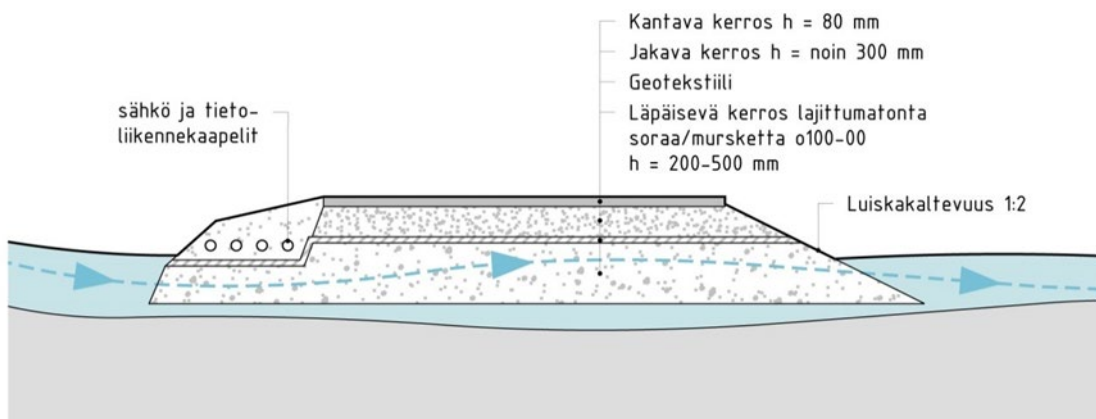 Kantava kerros h = 80 mm
Jakava kerros h = noin 300 mm
Geotekstiili
Läpäisevä kerros lajittumatonta
soraa/mursketta o100-00
h = 200-500 mm
sähkö ja tieto-
liikennekaapelit
Luiskakaltevuus 1:2